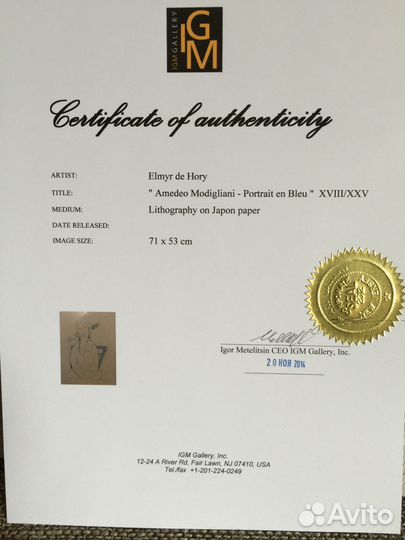 IGM GALLERY
IGM
Certificate of authenticity
ARTIST: Elmyr de Hory
TITLE: " Amedeo Modigliani - Portrait en Bleu " XVIII/XXV
MEDIUM: Lithography on Japon paper
DATE RELEASED:
IMAGE SIZE: 71 x 53 cm
Igor Metelitsin CEO IGM Gallery, Inc.
20 НОЯ 2014
IGM Gallery, Inc.
12-24 A River Rd. Fair Lawn, NJ 07410, USA
Tel./fax +1-201-224-0249
Avito